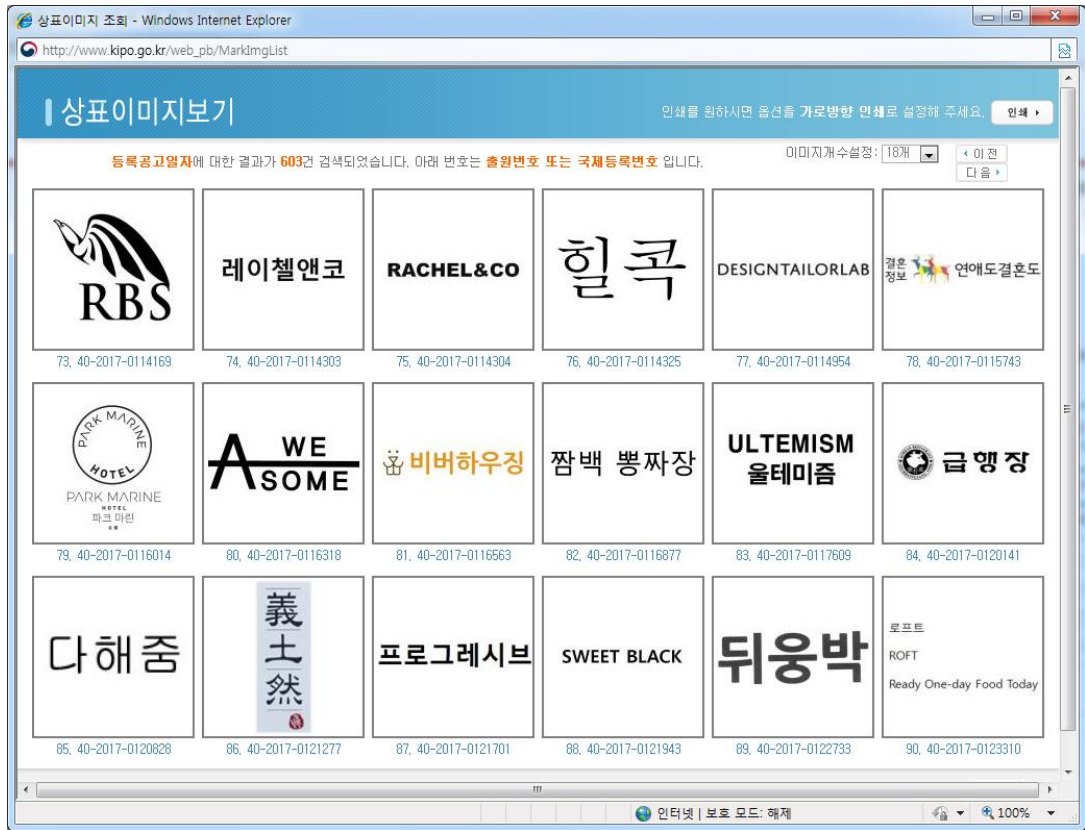 상표이미지 조회 - Windows Internet Explorer
http://www.kipo.go.kr/web_pb/MarkImgList
상표이미지보기
인쇄를 원하시면 옵션을 가로방향 인쇄로 설정해 주세요.
인쇄
등록공고일자에 대한 결과가 603건 검색되었습니다. 아래 번호는 출원번호 또는 국제등록번호 입니다.
이미지개수설정: 18개
이전
다음
RBS
레이첼앤코
RACHEL&CO
힐콕
DESIGNTAILORLAB
결혼
정보
연애도결혼도
73, 40-2017-0114169
74, 40-2017-0114303
75, 40-2017-0114304
76, 40-2017-0114325
77, 40-2017-0114954
78, 40-2017-0115743
PARK MARINE
HOTEL
PARK MARINE
HOTEL
파크 마린
호텔
A WE
SOME
비버하우징
짬백 뽕짜장
ULTEMISM
울테미즘
급행장
79, 40-2017-0116014
80, 40-2017-0116318
81, 40-2017-0116563
82, 40-2017-0116877
83, 40-2017-0117609
84, 40-2017-0120141
다해줌
義
土
然
프로그레시브
SWEET BLACK
뒤웅박
로프트
ROFT
Ready One-day Food Today
85, 40-2017-0120828
86, 40-2017-0121277
87, 40-2017-0121701
88, 40-2017-0121943
89, 40-2017-0122733
90, 40-2017-0123310
인터넷 | 보호 모드: 해제
100%